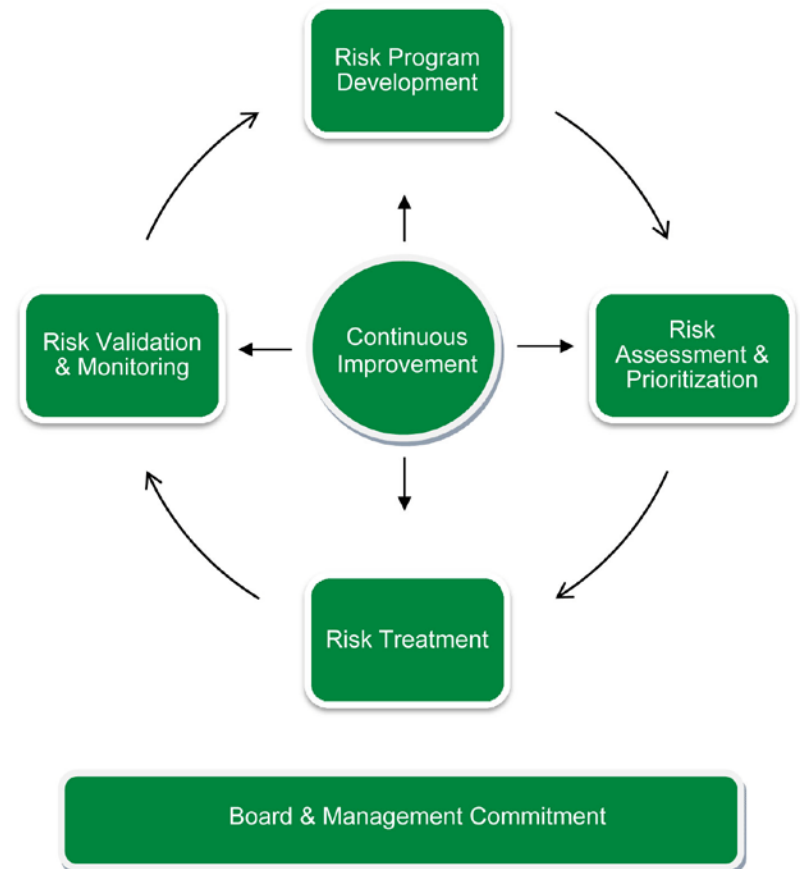 Risk Program
Development
Risk Validation
& Monitoring
Continuous
Improvement
Risk
Assessment &
Prioritization
Risk Treatment
Board & Management Commitment